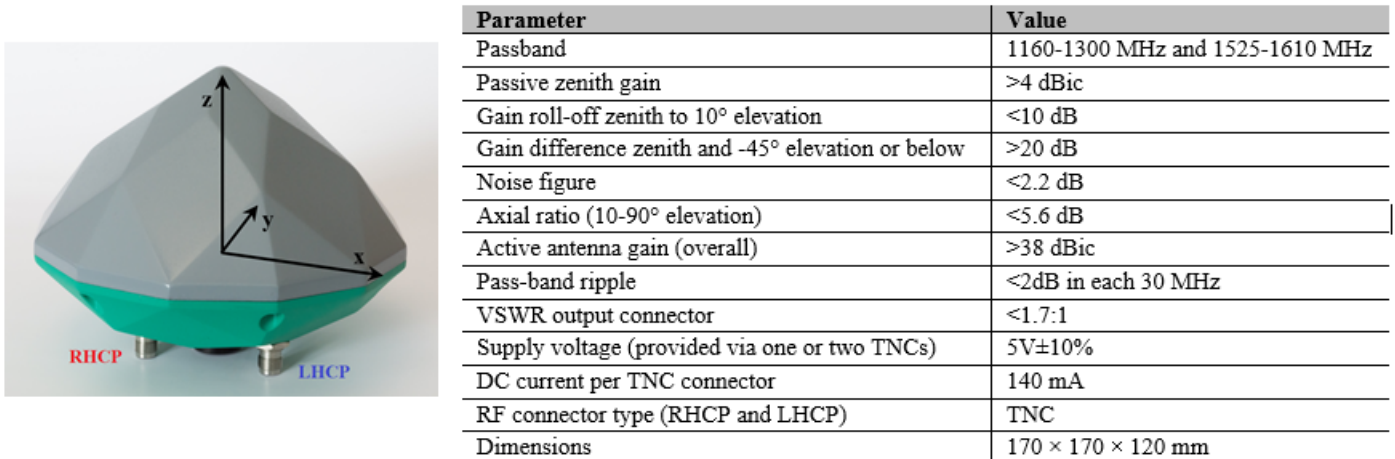 z
y
x
RHCP
LHCP
Parameter Value
Passband 1160-1300 MHz and 1525-1610 MHz
Passive zenith gain >4 dBic
Gain roll-off zenith to 10° elevation <10 dB
Gain difference zenith and -45° elevation or below >20 dB
Noise figure <2.2 dB
Axial ratio (10-90° elevation) <5.6 dB
Active antenna gain (overall) >38 dBic
Pass-band ripple <2dB in each 30 MHz
VSWR output connector <1.7:1
Supply voltage (provided via one or two TNCs) 5V±10%
DC current per TNC connector 140 mA
RF connector type (RHCP and LHCP) TNC
Dimensions 170 × 170 × 120 mm